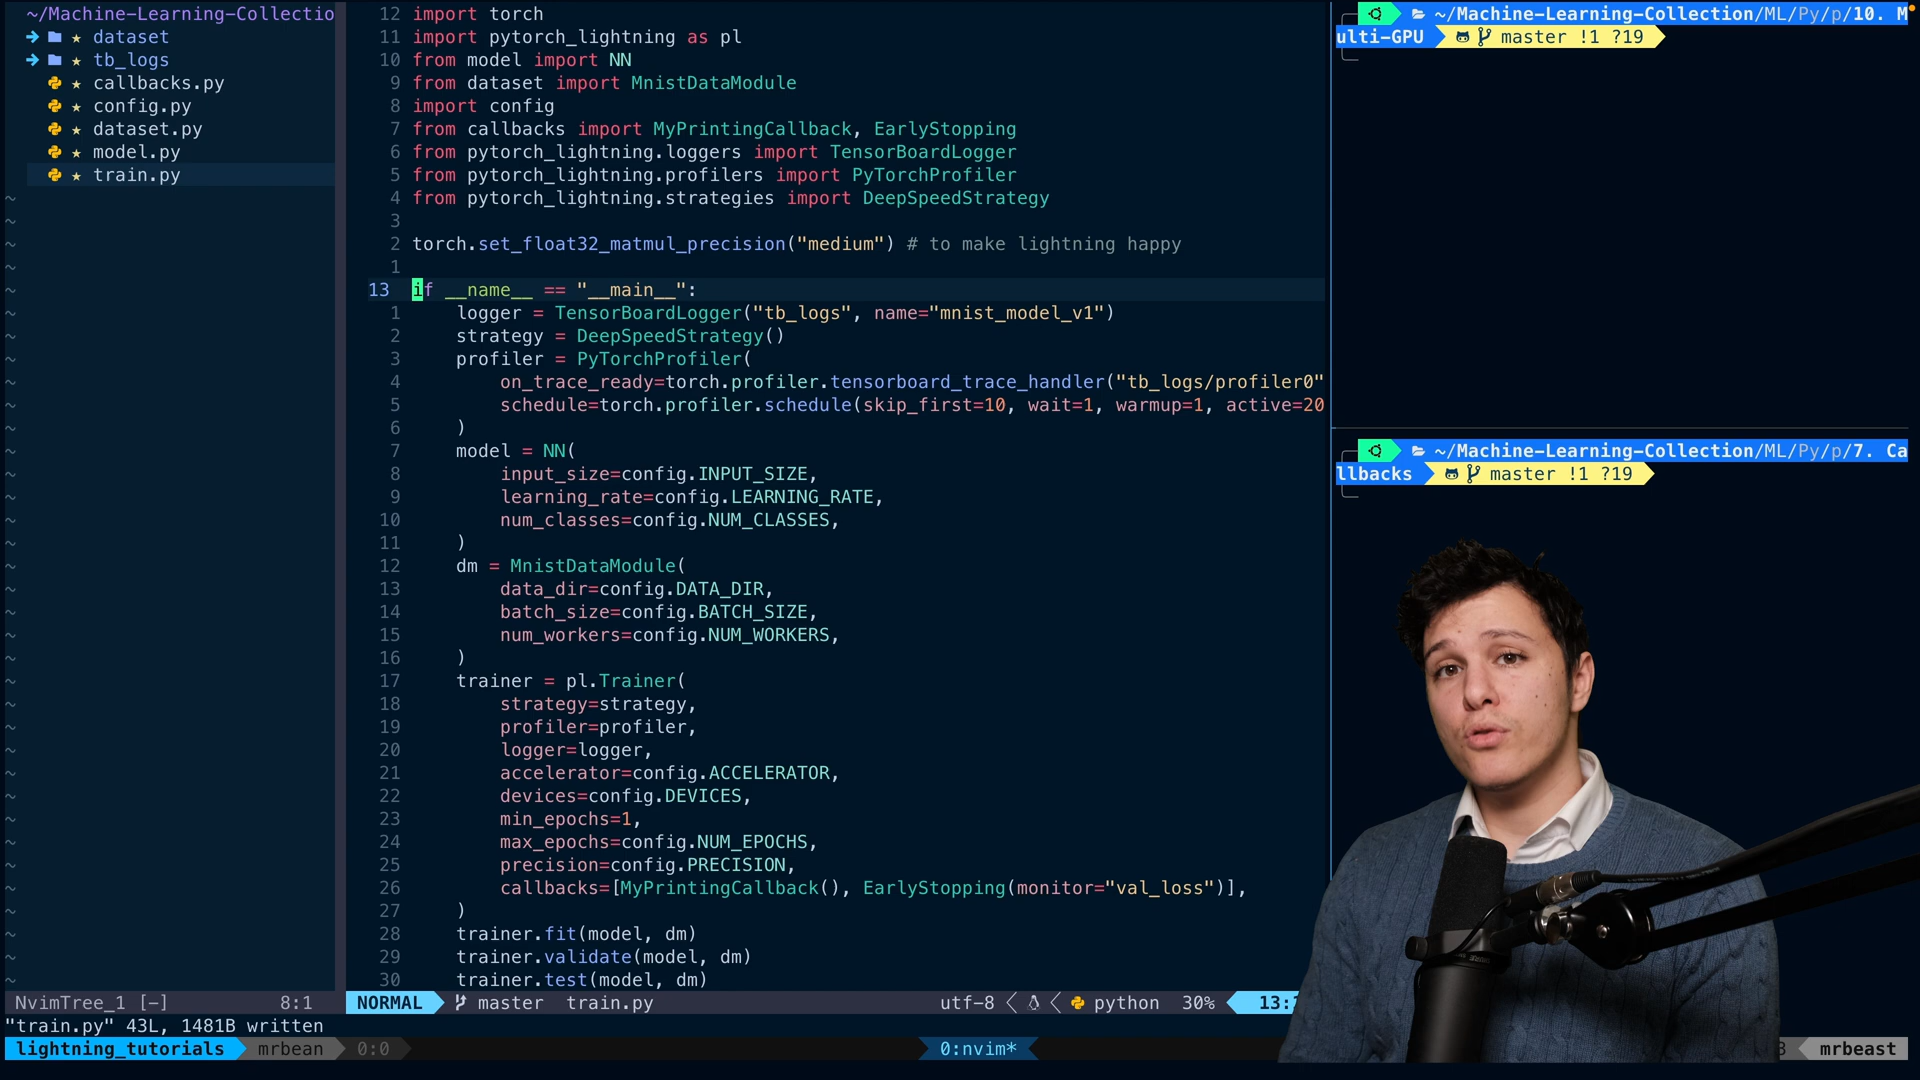 ~/Machine-Learning-Collectio
dataset
tb_logs
callbacks.py
config.py
dataset.py
model.py
train.py
12 import torch
11 import pytorch_lightning as pl
10 from model import NN
9 from dataset import MnistDataModule
8 import config
7 from callbacks import MyPrintingCallback, EarlyStopping
6 from pytorch_lightning.loggers import TensorBoardLogger
5 from pytorch_lightning.profilers import PyTorchProfiler
4 from pytorch_lightning.strategies import DeepSpeedStrategy
3
2 torch.set_float32_matmul_precision("medium") # to make lightning happy
1
13 if __name__ == "__main__":
1 logger = TensorBoardLogger("tb_logs", name="mnist_model_v1")
2 strategy = DeepSpeedStrategy()
3 profiler = PyTorchProfiler(
4 on_trace_ready=torch.profiler.tensorboard_trace_handler("tb_logs/profiler0"
5 schedule=torch.profiler.schedule(skip_first=10, wait=1, warmup=1, active=20
6 )
7 model = NN(
8 input_size=config.INPUT_SIZE,
9 learning_rate=config.LEARNING_RATE,
10 num_classes=config.NUM_CLASSES,
11 )
12 dm = MnistDataModule(
13 data_dir=config.DATA_DIR,
14 batch_size=config.BATCH_SIZE,
15 num_workers=config.NUM_WORKERS,
16 )
17 trainer = pl.Trainer(
18 strategy=strategy,
19 profiler=profiler,
20 logger=logger,
21 accelerator=config.ACCELERATOR,
22 devices=config.DEVICES,
23 min_epochs=1,
24 max_epochs=config.NUM_EPOCHS,
25 precision=config.PRECISION,
26 callbacks=[MyPrintingCallback(), EarlyStopping(monitor="val_loss")],
27 )
28 trainer.fit(model, dm)
29 trainer.validate(model, dm)
30 trainer.test(model, dm)
~/Machine-Learning-Collection/ML/Py/p/10. M
ulti-GPU master !1 ?19
~/Machine-Learning-Collection/ML/Py/p/7. Ca
llbacks master !1 ?19
NvimTree_1 [-] 8:1
NORMAL master train.py utf-8 python 30% 13:
"train.py" 43L, 1481B written
lightning_tutorials mrbean 0:0 0:nvim* mrbeast